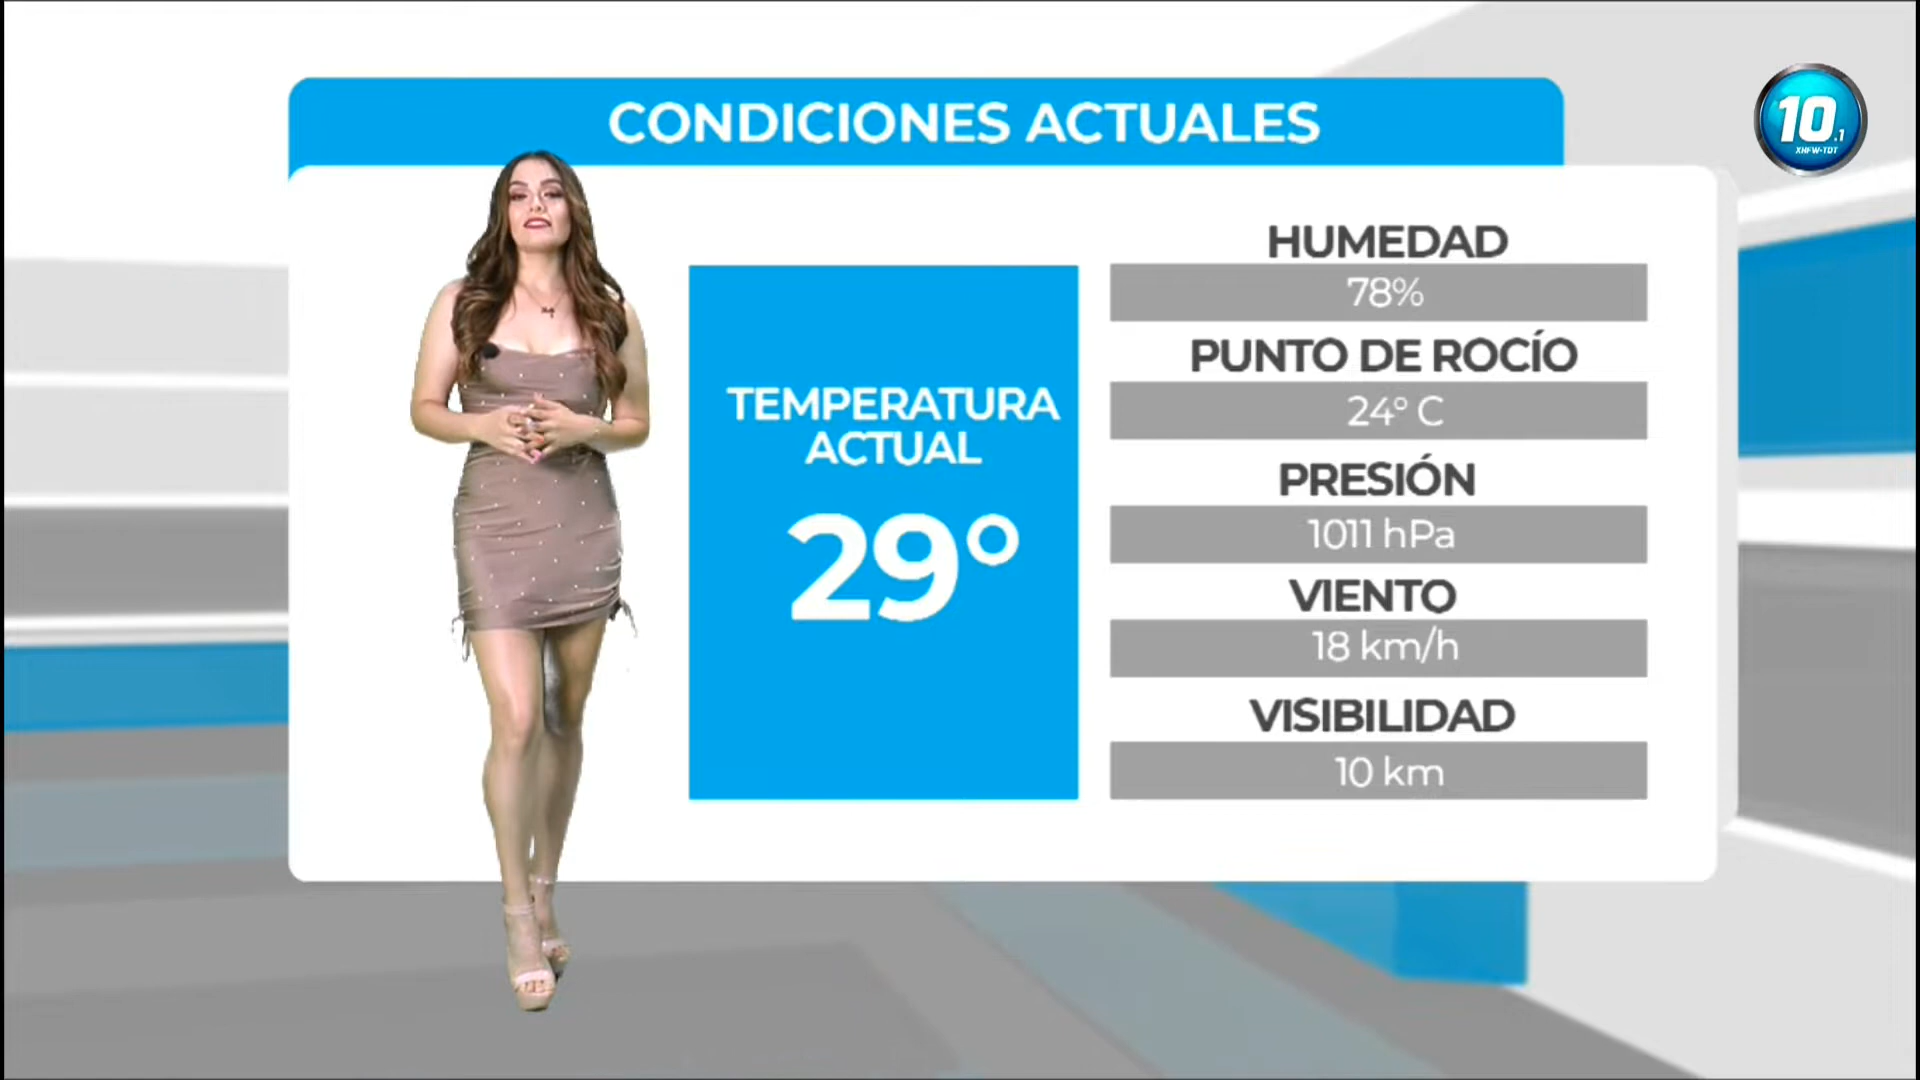 CONDICIONES ACTUALES
10.1
XHFW-TDT
TEMPERATURA
ACTUAL
29°
HUMEDAD
78%
PUNTO DE ROCÍO
24° C
PRESIÓN
1011 hPa
VIENTO
18 km/h
VISIBILIDAD
10 km